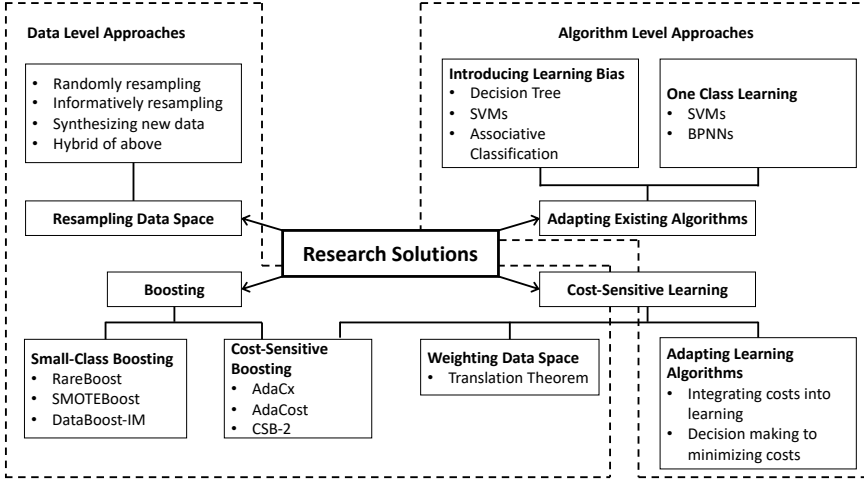 Data Level Approaches
Algorithm Level Approaches
• Randomly resampling
• Informatively resampling
• Synthesizing new data
• Hybrid of above
Introducing Learning Bias
• Decision Tree
• SVMs
• Associative
Classification
One Class Learning
• SVMs
• BPNNs
Resampling Data Space
Adapting Existing Algorithms
Research Solutions
Boosting
Cost-Sensitive Learning
Small-Class Boosting
• RareBoost
• SMOTEBoost
• DataBoost-IM
Cost-Sensitive
Boosting
• AdaCx
• AdaCost
• CSB-2
Weighting Data Space
• Translation Theorem
Adapting Learning
Algorithms
• Integrating costs into
learning
• Decision making to
minimizing costs